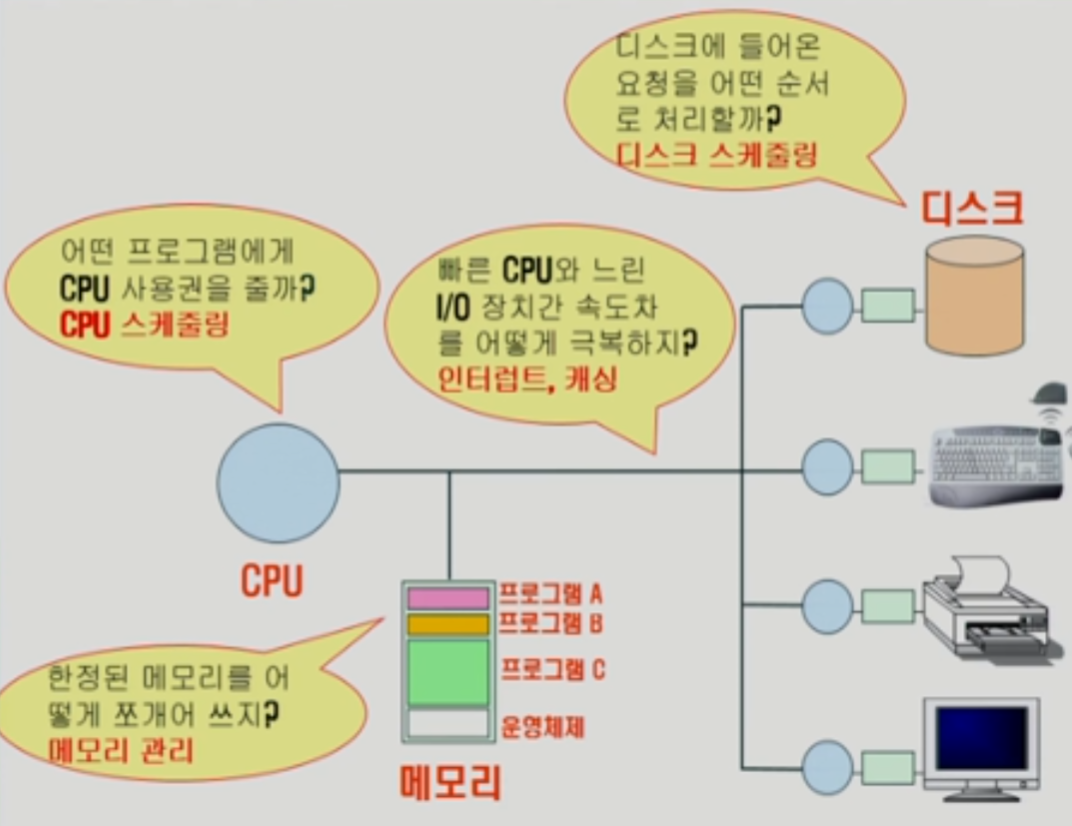 디스크에 들어온
요청을 어떤 순서
로 처리할까?
디스크 스케줄링
디스크
어떤 프로그램에게
CPU 사용권을 줄까?
CPU 스케줄링
빠른 CPU와 느린
I/O 장치간 속도차
를 어떻게 극복하지?
인터럽트, 캐싱
CPU
프로그램 A
프로그램 B
프로그램 C
운영체제
메모리
한정된 메모리를 어
떻게 쪼개어 쓰지?
메모리 관리